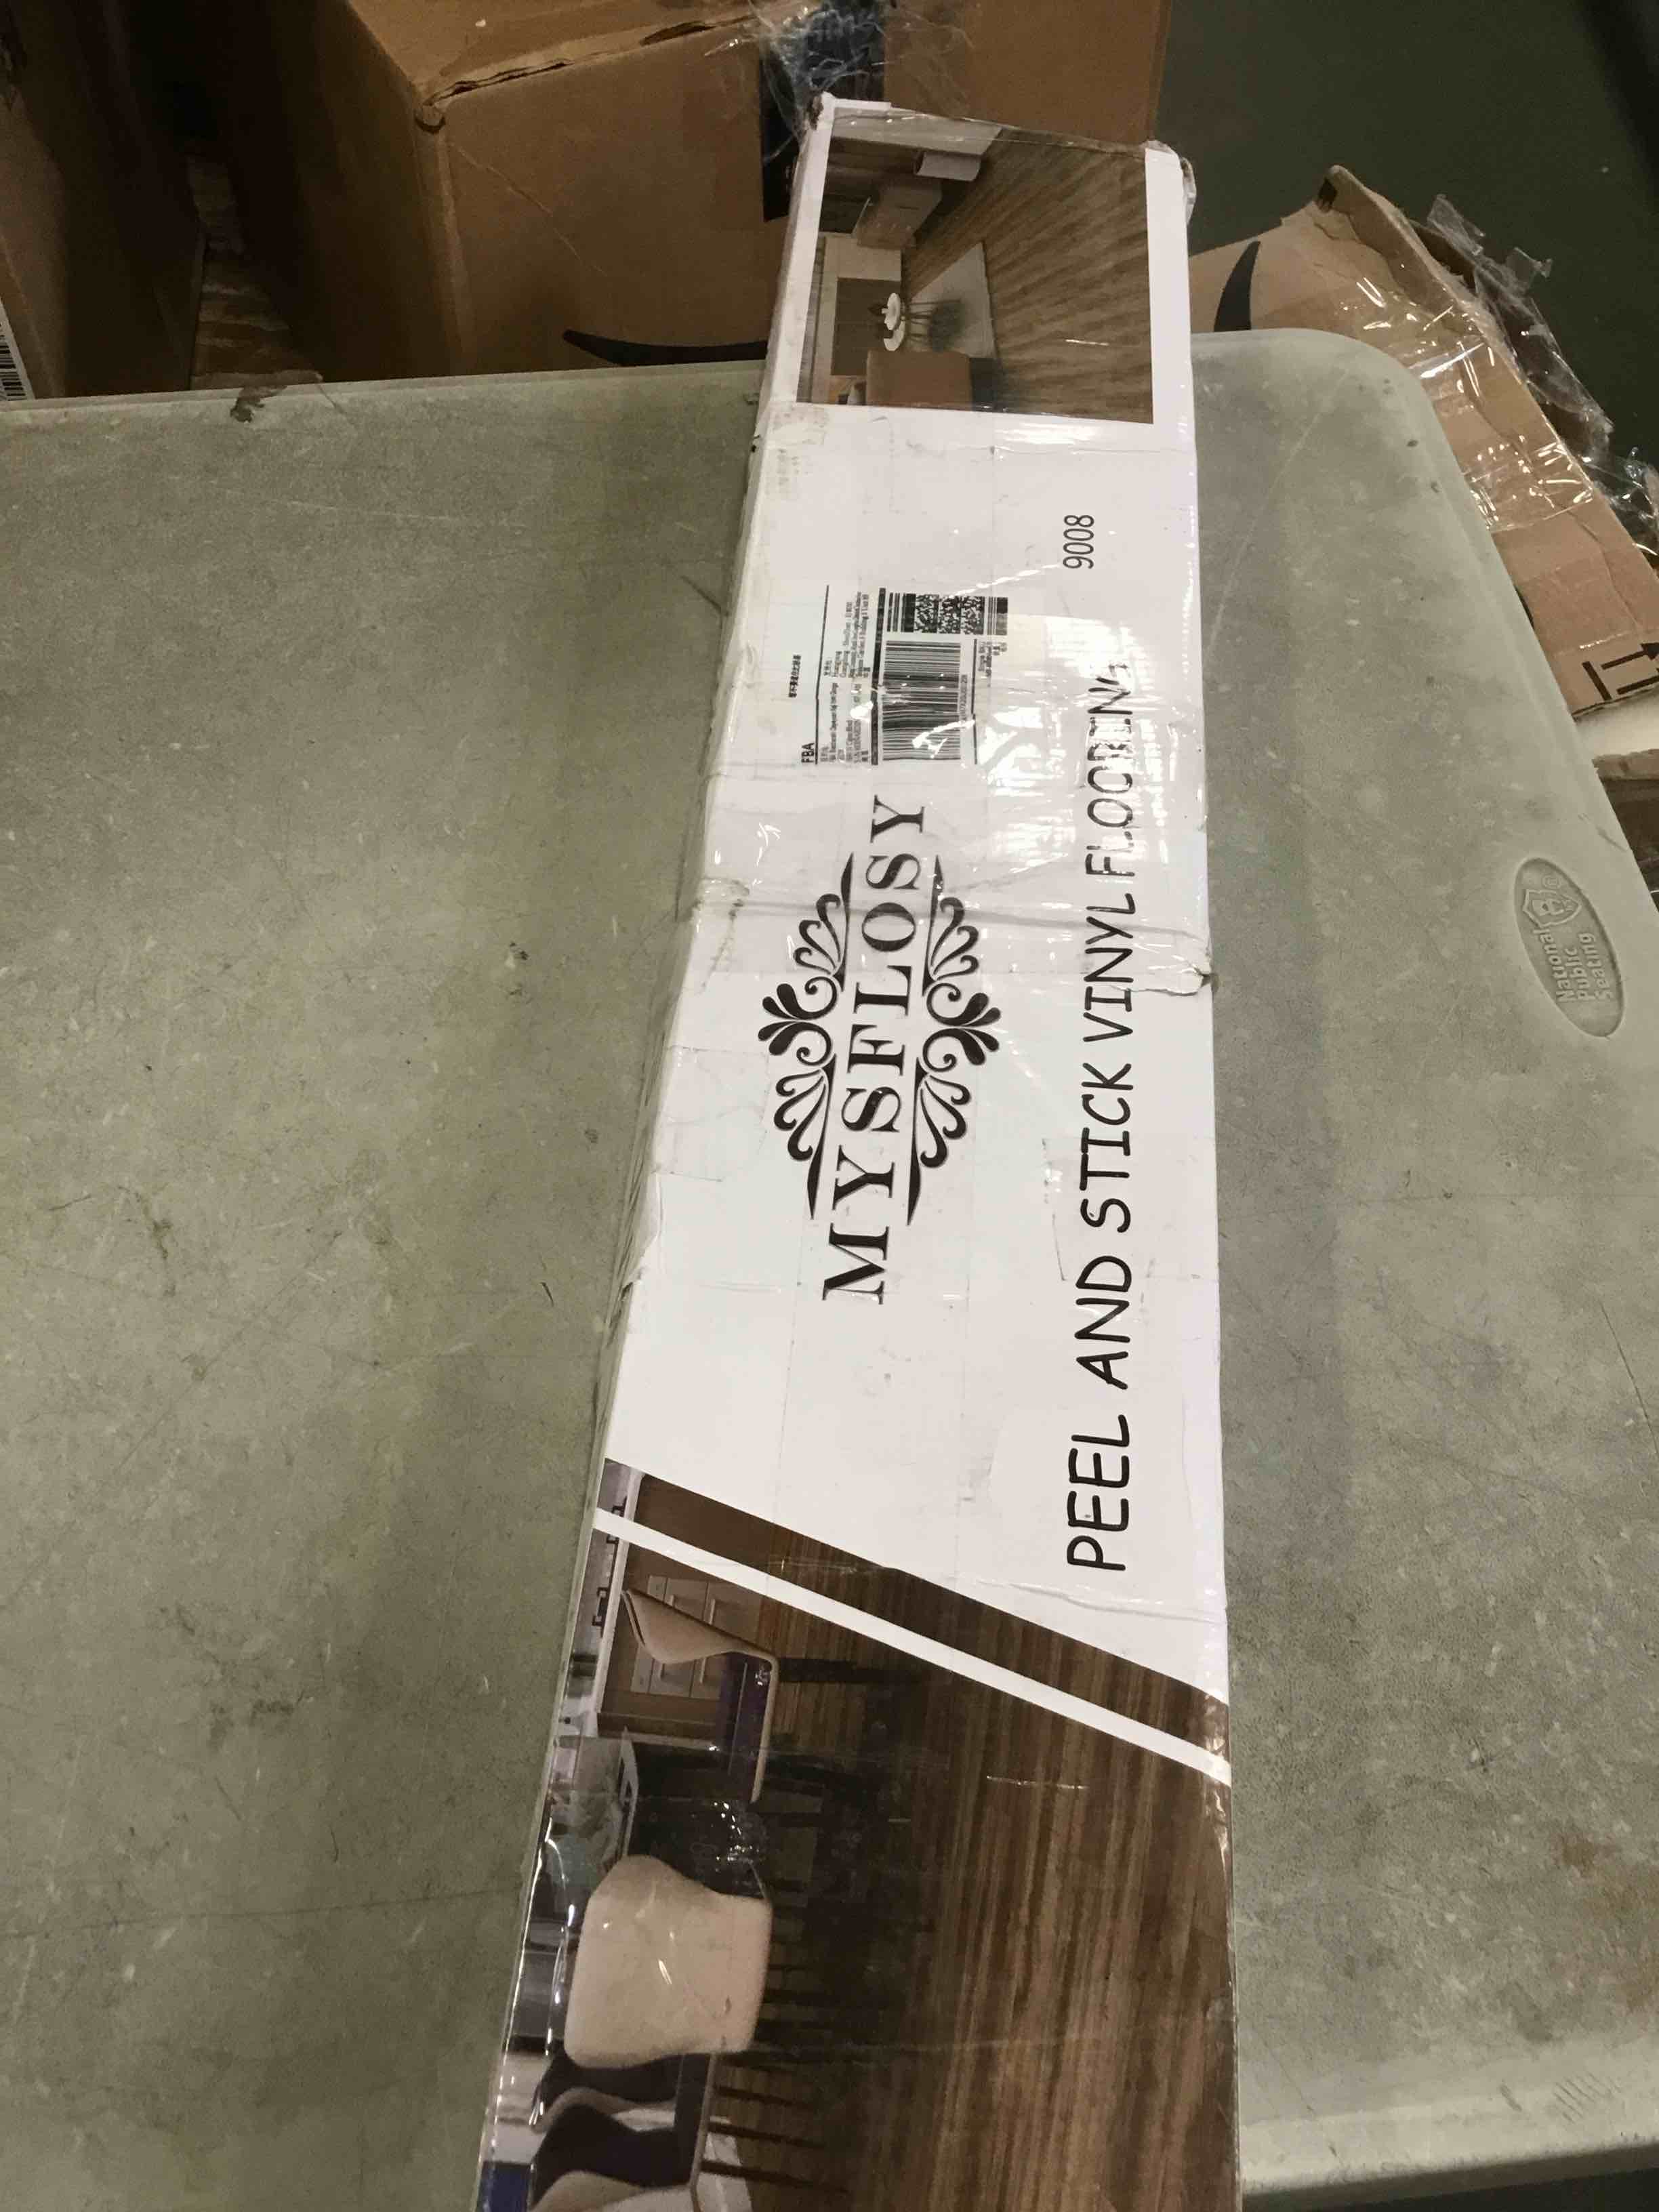 MYSFLOSY
PEEL AND STICK VINYL FLOORING
9008
FBA
National
Public
Seating